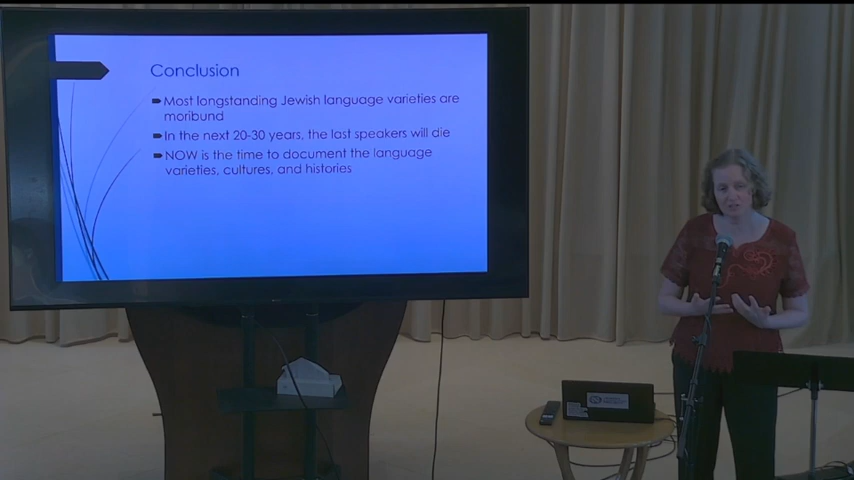 Conclusion
Most longstanding Jewish language varieties are
moribund
In the next 20-30 years, the last speakers will die
NOW is the time to document the language
varieties, cultures, and histories